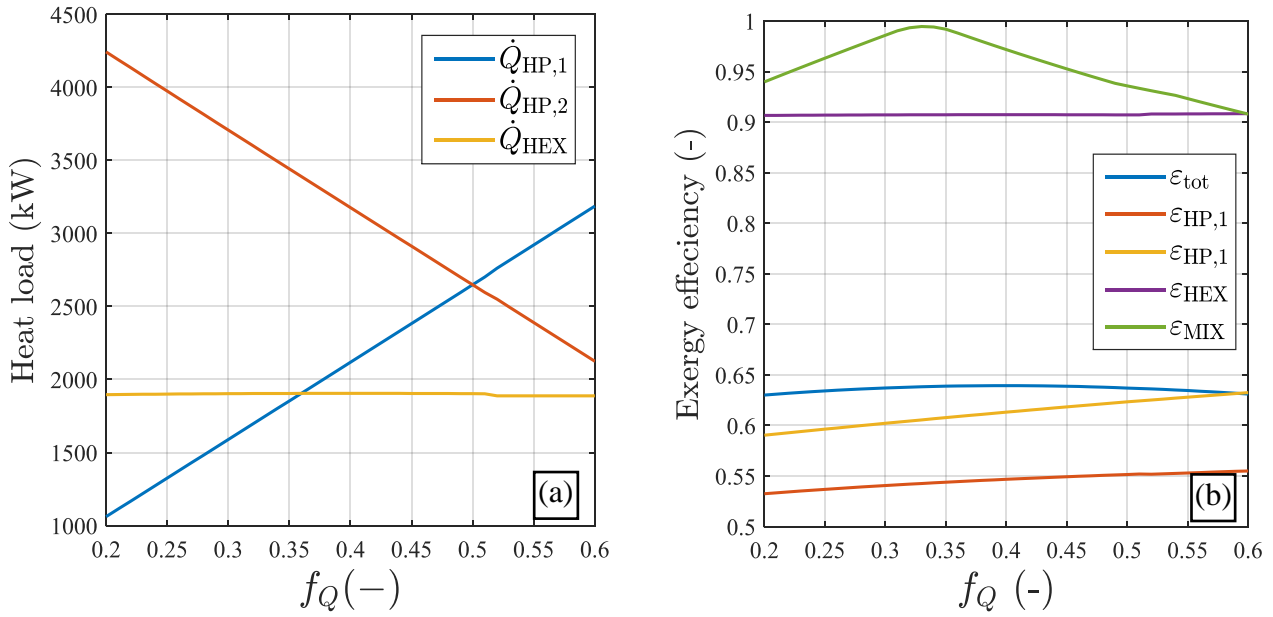 4500
4000
3500
3000
2500
2000
1500
1000
Heat load (kW)
Q̇HP,1
Q̇HP,2
Q̇HEX
(a)
0.2 0.25 0.3 0.35 0.4 0.45 0.5 0.55 0.6
fQ(−)
1
0.95
0.9
0.85
0.8
0.75
0.7
0.65
0.6
0.55
0.5
Exergy effeciency (-)
εtot
εHP,1
εHP,1
εHEX
εMIX
(b)
0.2 0.25 0.3 0.35 0.4 0.45 0.5 0.55 0.6
fQ (-)